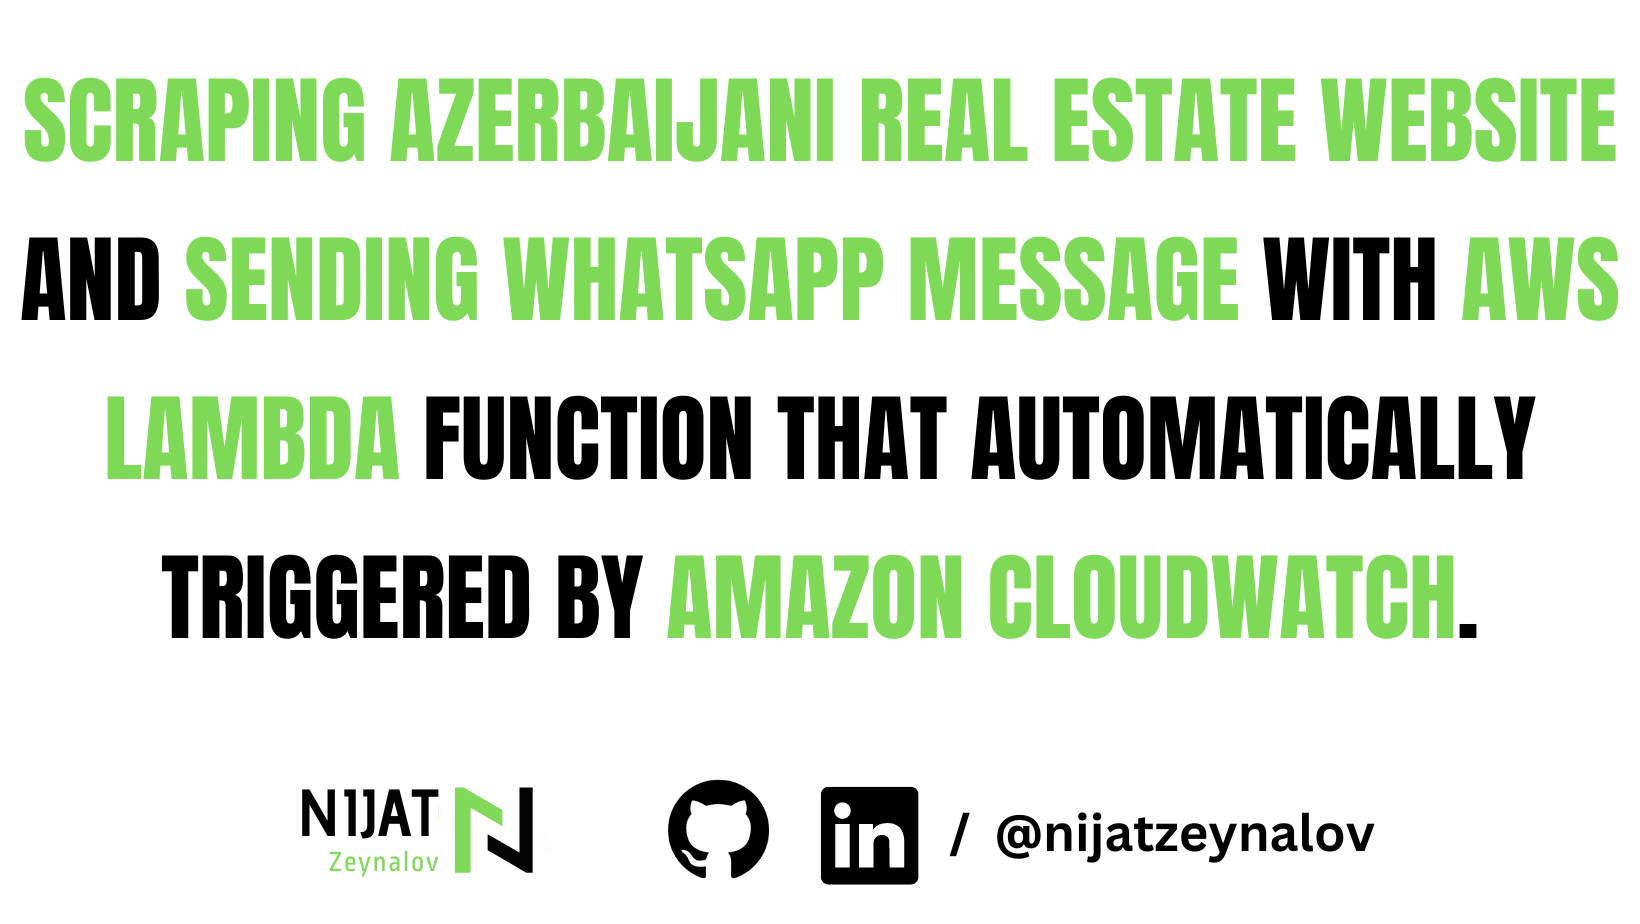 SCRAPING AZERBAIJANI REAL ESTATE WEBSITE
AND SENDING WHATSAPP MESSAGE WITH AWS
LAMBDA FUNCTION THAT AUTOMATICALLY
TRIGGERED BY AMAZON CLOUDWATCH.
NIJAT
Zeynalov
in / @nijatzeynalov